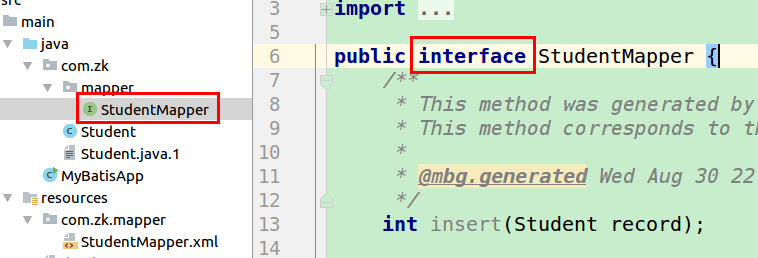 src
main
java
com.zk
mapper
StudentMapper
Student
Student.java.1
MyBatisApp
resources
com.zk.mapper
StudentMapper.xml
3 import ...
5
6 public interface StudentMapper {
7 /**
8 * This method was generated by
9 * This method corresponds to th
10 *
11 * @mbg.generated Wed Aug 30 22
12 */
13 int insert(Student record);
14